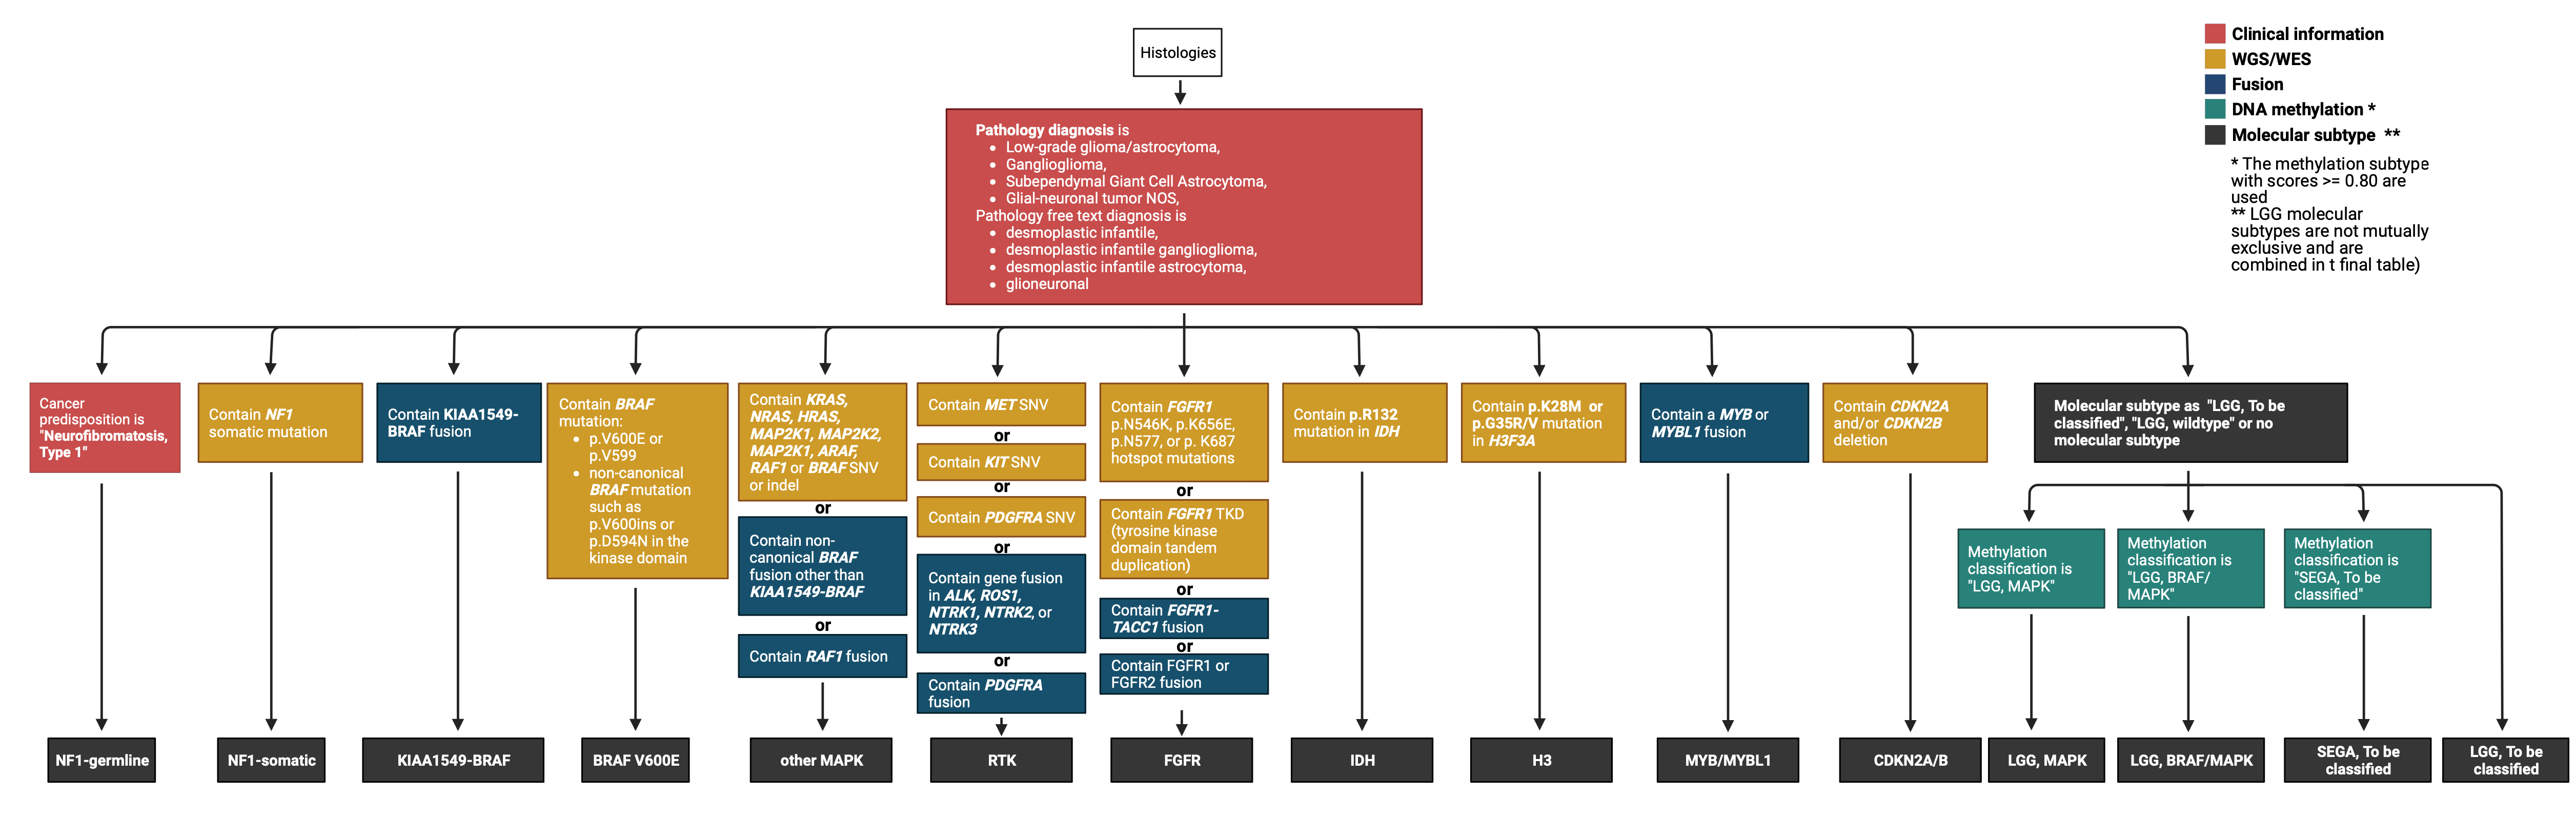 Histologies
Clinical information
WGS/WES
Fusion
DNA methylation *
Molecular subtype **
* The methylation subtype
with scores >= 0.80 are
used
** LGG molecular
subtypes are not mutually
exclusive and are
combined in t final table)
Pathology diagnosis is
• Low-grade glioma/astrocytoma,
• Ganglioglioma,
• Subependymal Giant Cell Astrocytoma,
• Glial-neuronal tumor NOS,
Pathology free text diagnosis is
• desmoplastic infantile,
• desmoplastic infantile ganglioglioma,
• desmoplastic infantile astrocytoma,
• glioneuronal
Cancer
predisposition is
"Neurofibromatosis,
Type 1"
Contain NF1
somatic mutation
Contain KIAA1549-
BRAF fusion
Contain BRAF
mutation:
• p.V600E or
p.V599
• non-canonical
BRAF mutation
such as
p.V600ins or
p.D594N in the
kinase domain
Contain KRAS,
NRAS, HRAS,
MAP2K1, MAP2K2,
MAP2K1, ARAF,
RAF1 or BRAF SNV
or indel
or
Contain non-
canonical BRAF
fusion other than
KIAA1549-BRAF
or
Contain RAF1 fusion
Contain MET SNV
or
Contain KIT SNV
or
Contain PDGFRA SNV
or
Contain gene fusion
in ALK, ROS1,
NTRK1, NTRK2, or
NTRK3
or
Contain PDGFRA
fusion
Contain FGFR1
p.N546K, p.K656E,
p.N577, or p. K687
hotspot mutations
or
Contain FGFR1 TKD
(tyrosine kinase
domain tandem
duplication)
or
Contain FGFR1-
TACC1 fusion
or
Contain FGFR1 or
FGFR2 fusion
Contain p.R132
mutation in IDH
Contain p.K28M or
p.G35R/V mutation
in H3F3A
Contain a MYB or
MYBL1 fusion
Contain CDKN2A
and/or CDKN2B
deletion
Molecular subtype as "LGG, To be
classified", "LGG, wildtype" or no
molecular subtype
Methylation
classification is
"LGG, MAPK"
Methylation
classification is
"LGG, BRAF/
MAPK"
Methylation
classification is
"SEGA, To be
classified"
NF1-germline
NF1-somatic
KIAA1549-BRAF
BRAF V600E
other MAPK
RTK
FGFR
IDH
H3
MYB/MYBL1
CDKN2A/B
LGG, MAPK
LGG, BRAF/MAPK
SEGA, To be
classified
LGG, To be
classified